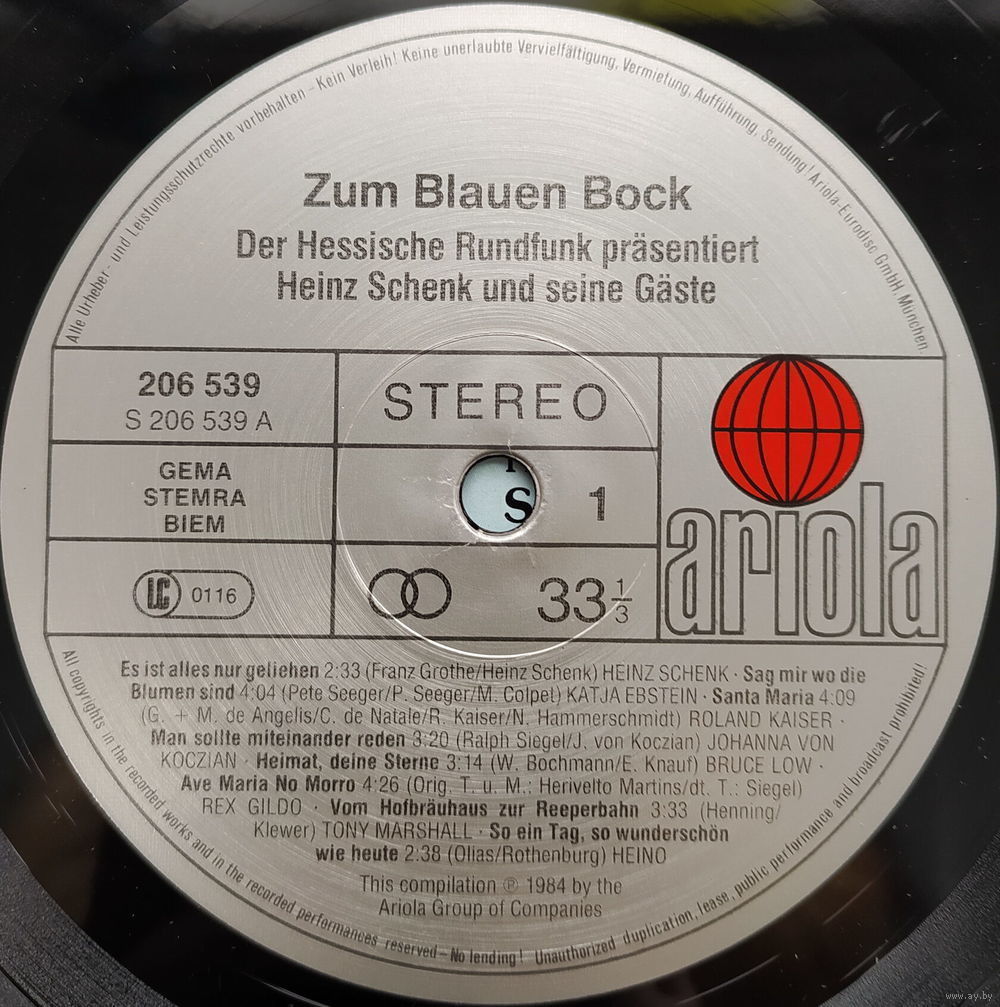 Alle Urheber- und Leistungsschutzrechte vorbehalten – Kein Verleih! Keine unerlaubte Vervielfältigung, Vermietung, Aufführung, Sendung! Ariola-Eurodisc GmbH München
Zum Blauen Bock
Der Hessische Rundfunk präsentiert
Heinz Schenk und seine Gäste
206 539
S 206 539 A
STEREO
GEMA
STEMRA
BIEM
S
1
LC 0116
33 1/3
ariola
Es ist alles nur geliehen 2:33 (Franz Grothe/Heinz Schenk) HEINZ SCHENK · Sag mir wo die
Blumen sind 4:04 (Pete Seeger/P. Seeger/M. Colpet) KATJA EBSTEIN · Santa Maria 4:09
(G. + M. de Angelis/C. de Natale/R. Kaiser/N. Hammerschmidt) ROLAND KAISER ·
Man sollte miteinander reden 3:20 (Ralph Siegel/J. von Koczian) JOHANNA VON
KOCZIAN · Heimat, deine Sterne 3:14 (W. Bochmann/E. Knauf) BRUCE LOW ·
Ave Maria No Morro 4:26 (Orig. T. u. M.: Herivelto Martins/dt. T.: Siegel)
REX GILDO · Vom Hofbräuhaus zur Reeperbahn 3:33 (Henning/
Klewer) TONY MARSHALL · So ein Tag, so wunderschön
wie heute 2:38 (Olias/Rothenburg) HEINO
This compilation ℗ 1984 by the
Ariola Group of Companies
All copyrights in the recorded works and in the recorded performances reserved – No lending! Unauthorized duplication, lease, public performance and broadcast prohibited!
www.ay.by